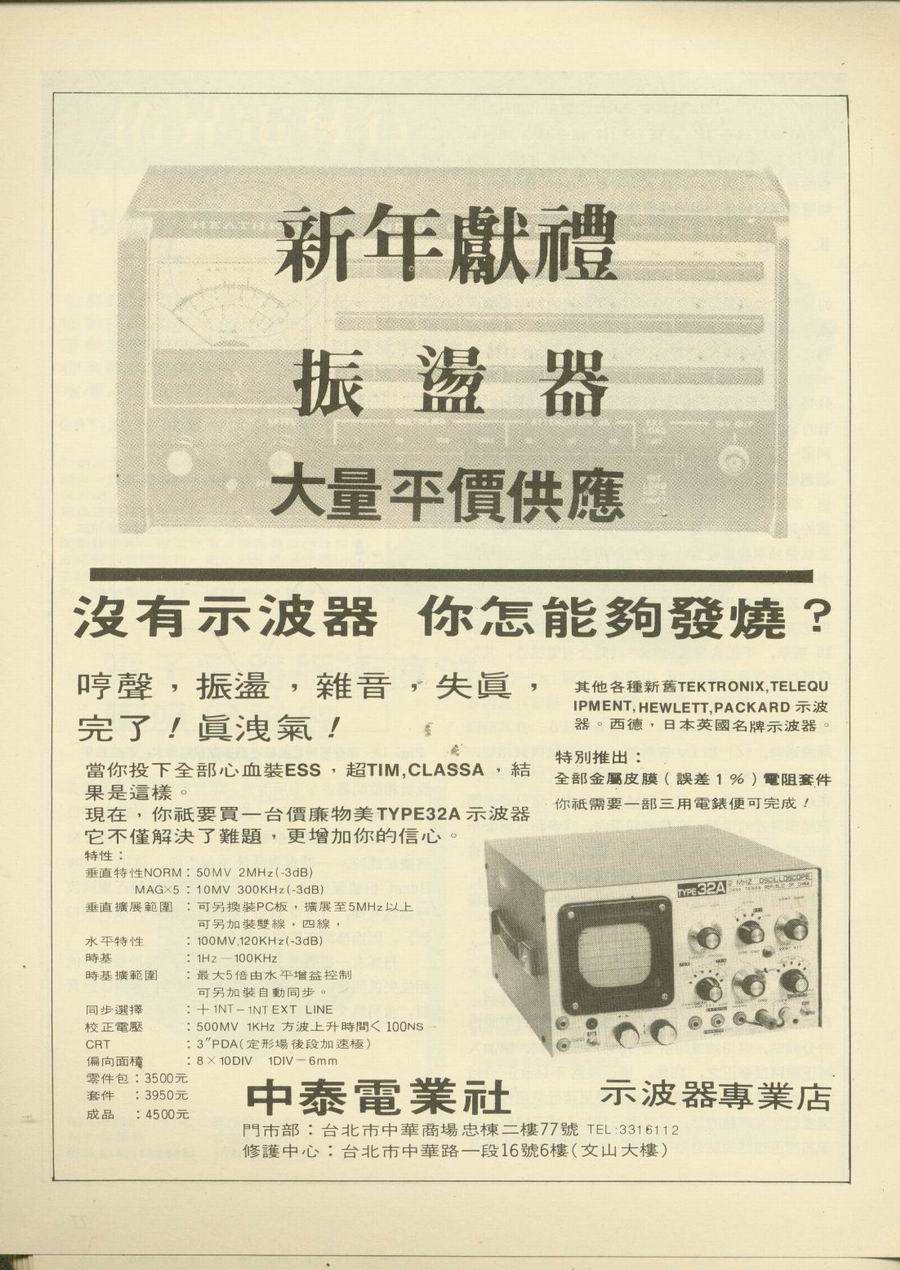 新年獻禮
振盪器
大量平價供應
沒有示波器 你怎能夠發燒？
哼聲，振盪，雜音，失眞，
完了！眞洩氣！
當你投下全部心血裝ESS，超TIM,CLASSA，結
果是這樣。
現在，你祇要買一台價廉物美TYPE32A示波器
它不僅解決了難題，更增加你的信心。
其他各種新舊TEKTRONIX,TELEQU
IPMENT,HEWLETT,PACKARD示波
器。西德，日本英國名牌示波器。
特別推出：
全部金屬皮膜（誤差1％）電阻套件
你祇需要一部三用電錶便可完成！
特性：
垂直特性NORM：50MV 2MHz(-3dB)
MAG×5：10MV 300KHz(-3dB)
垂直擴展範圍：可另換裝PC板，擴展至5MHz以上
可另加裝雙線，四線，
水平特性：100MV,120KHz(-3dB)
時基：1Hz－100KHz
時基擴範圍：最大5倍由水平增益控制
可另加裝自動同步。
同步選擇：＋1NT－1NT EXT LINE
校正電壓：500MV 1KHz 方波上升時間＜100NS
CRT：3″PDA(定形場後段加速極)
偏向面積：8×10DIV 1DIV－6mm
零件包：3500元
套件：3950元
成品：4500元
TYPE 32A 2 MHZ OSCILLOSCOPE
中泰電業社 示波器專業店
門市部：台北市中華商場忠棟二樓77號 TEL:3316112
修護中心：台北市中華路一段16號6樓(文山大樓)